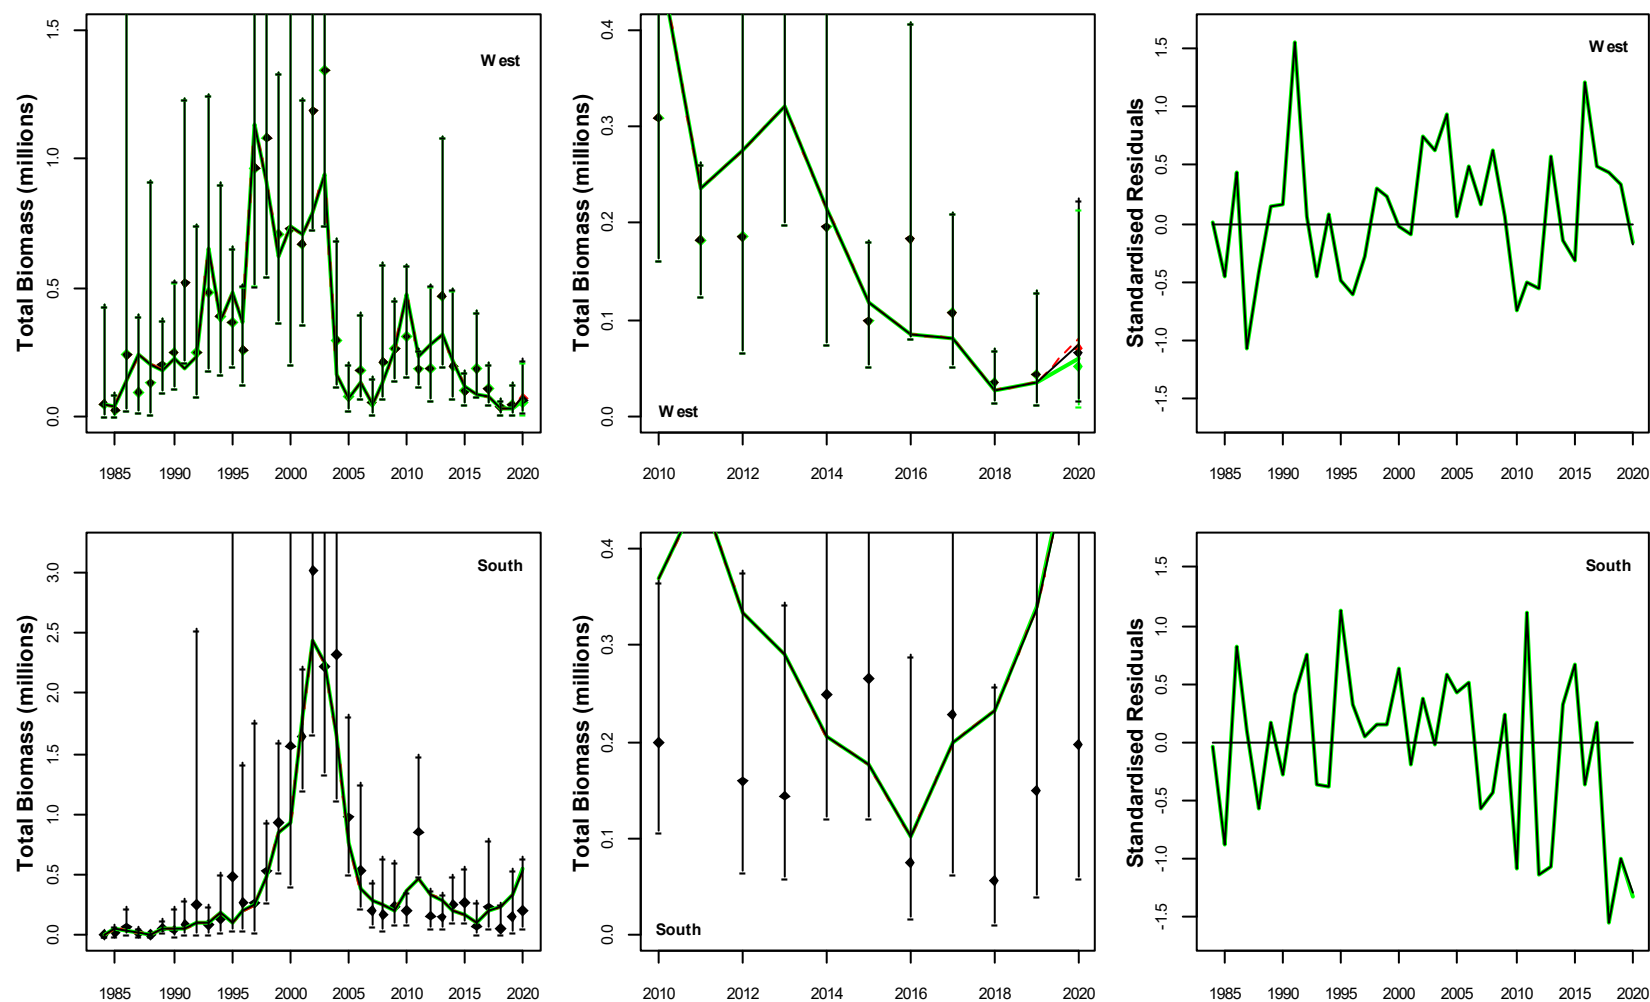 Total Biomass (millions)
0.0 0.5 1.0 1.5
West
1985 1990 1995 2000 2005 2010 2015 2020
Total Biomass (millions)
0.0 0.1 0.2 0.3 0.4
West
2010 2012 2014 2016 2018 2020
Standardised Residuals
-1.5 -1.0 -0.5 0.0 0.5 1.0 1.5
West
1985 1990 1995 2000 2005 2010 2015 2020
Total Biomass (millions)
0.0 0.5 1.0 1.5 2.0 2.5 3.0
South
1985 1990 1995 2000 2005 2010 2015 2020
Total Biomass (millions)
0.0 0.1 0.2 0.3 0.4
South
2010 2012 2014 2016 2018 2020
Standardised Residuals
-1.5 -1.0 -0.5 0.0 0.5 1.0 1.5
South
1985 1990 1995 2000 2005 2010 2015 2020